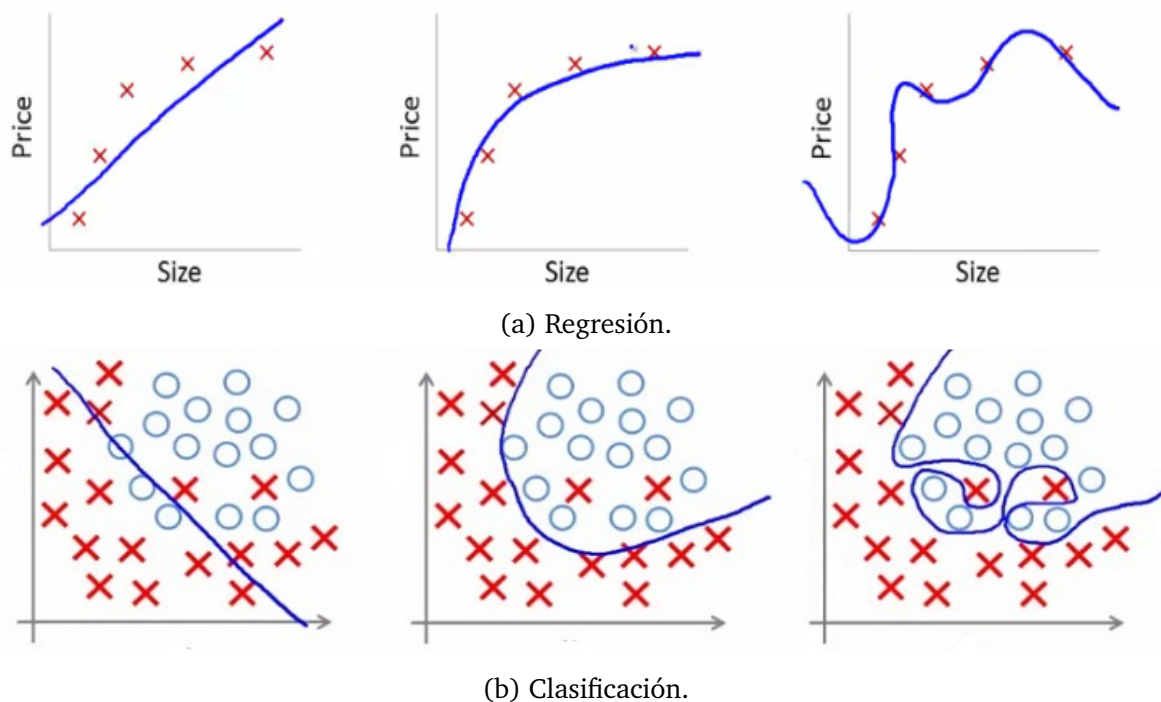 Price
Size
Price
Size
Price
Size
(a) Regresión.
(b) Clasificación.